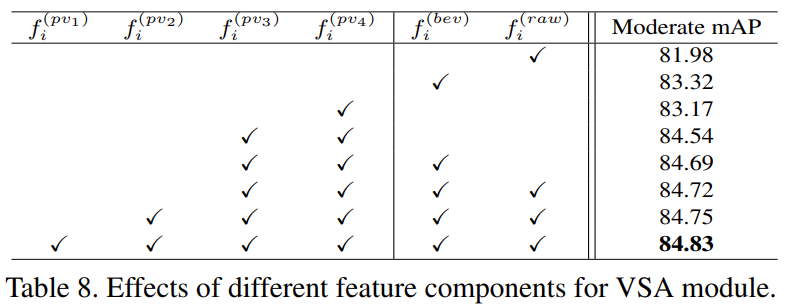 f_i^{(pv_1)} f_i^{(pv_2)} f_i^{(pv_3)} f_i^{(pv_4)} f_i^{(bev)} f_i^{(raw)} Moderate mAP
✓ 81.98
✓ 83.32
✓ 83.17
✓ ✓ 84.54
✓ ✓ ✓ 84.69
✓ ✓ ✓ ✓ 84.72
✓ ✓ ✓ ✓ ✓ 84.75
✓ ✓ ✓ ✓ ✓ ✓ 84.83
Table 8. Effects of different feature components for VSA module.